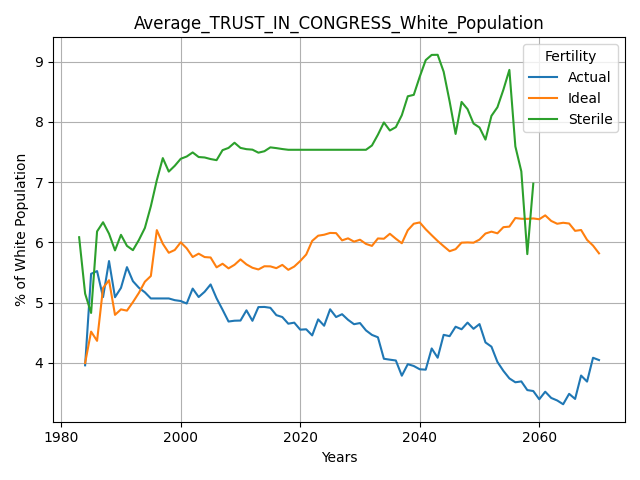 Average_TRUST_IN_CONGRESS_White_Population
Fertility
Actual
Ideal
Sterile
% of White Population
9
8
7
6
5
4
1980
2000
2020
2040
2060
Years